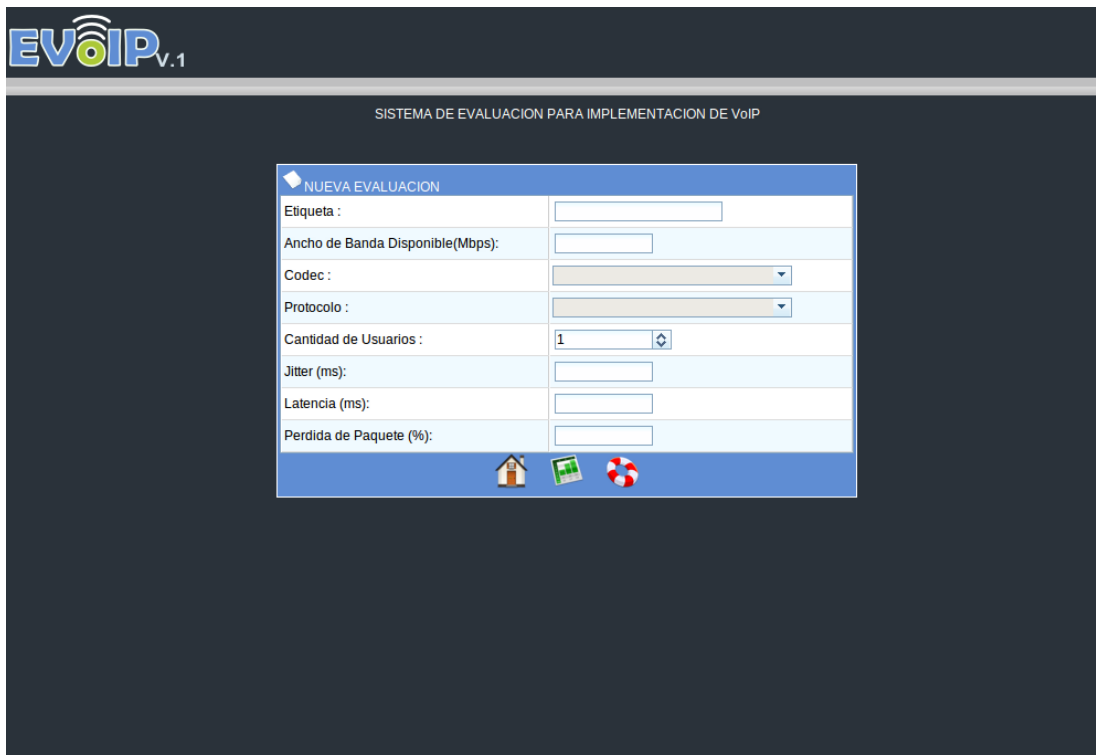 EVoIP V.1
SISTEMA DE EVALUACION PARA IMPLEMENTACION DE VoIP
NUEVA EVALUACION
Etiqueta :
Ancho de Banda Disponible(Mbps):
Codec :
Protocolo :
Cantidad de Usuarios : 1
Jitter (ms):
Latencia (ms):
Perdida de Paquete (%):